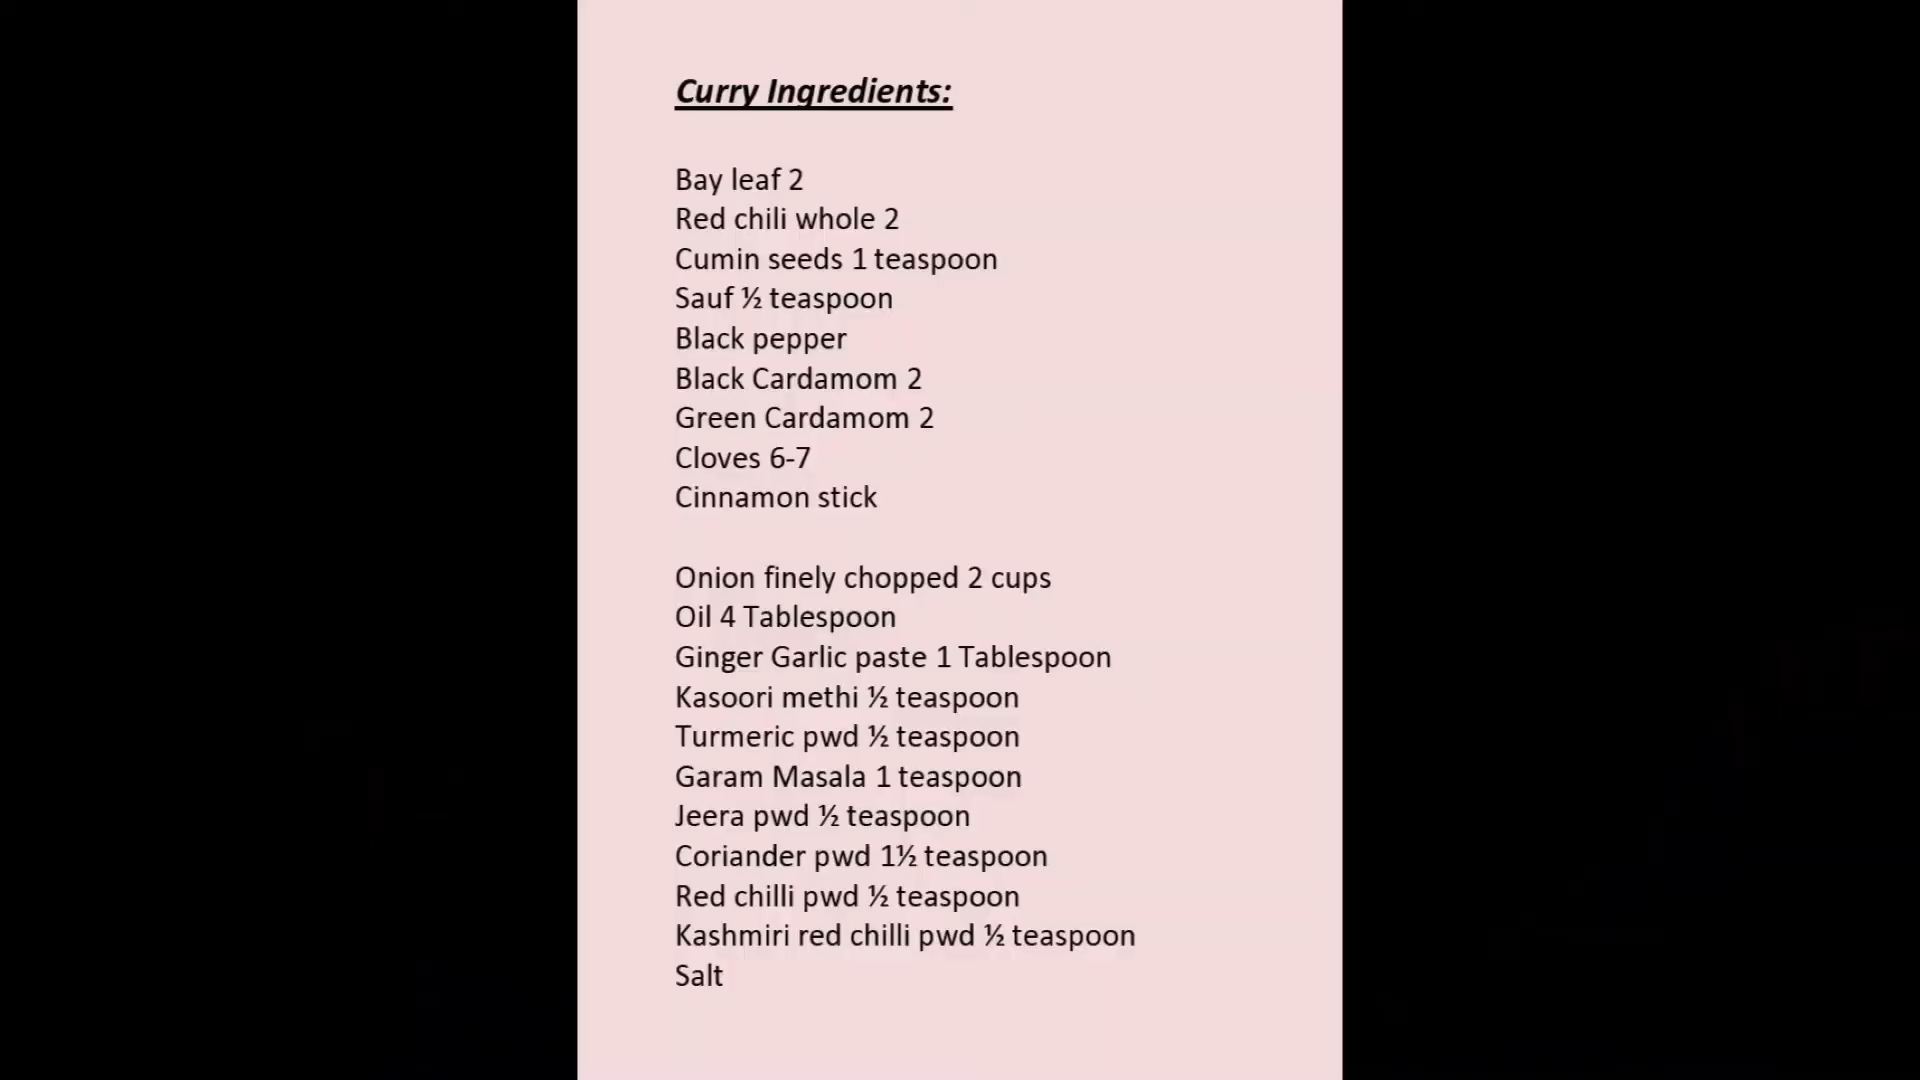 Curry Ingredients:
Bay leaf 2
Red chili whole 2
Cumin seeds 1 teaspoon
Sauf ½ teaspoon
Black pepper
Black Cardamom 2
Green Cardamom 2
Cloves 6-7
Cinnamon stick
Onion finely chopped 2 cups
Oil 4 Tablespoon
Ginger Garlic paste 1 Tablespoon
Kasoori methi ½ teaspoon
Turmeric pwd ½ teaspoon
Garam Masala 1 teaspoon
Jeera pwd ½ teaspoon
Coriander pwd 1½ teaspoon
Red chilli pwd ½ teaspoon
Kashmiri red chilli pwd ½ teaspoon
Salt